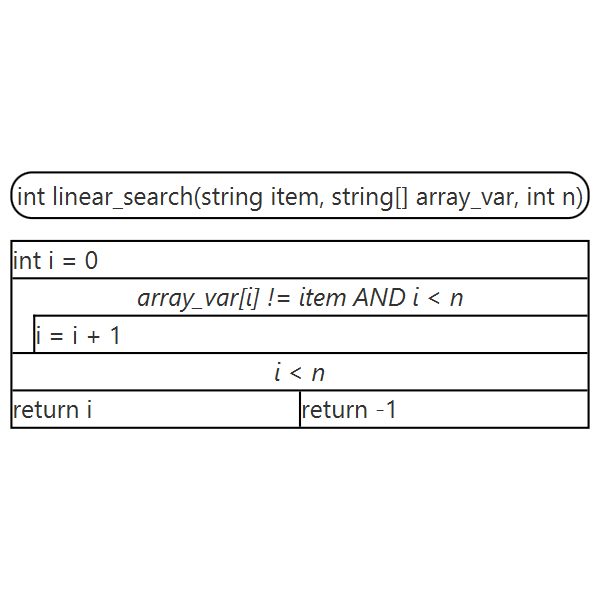 int linear_search(string item, string[] array_var, int n)
int i = 0
array_var[i] != item AND i < n
i = i + 1
i < n
return i
return -1